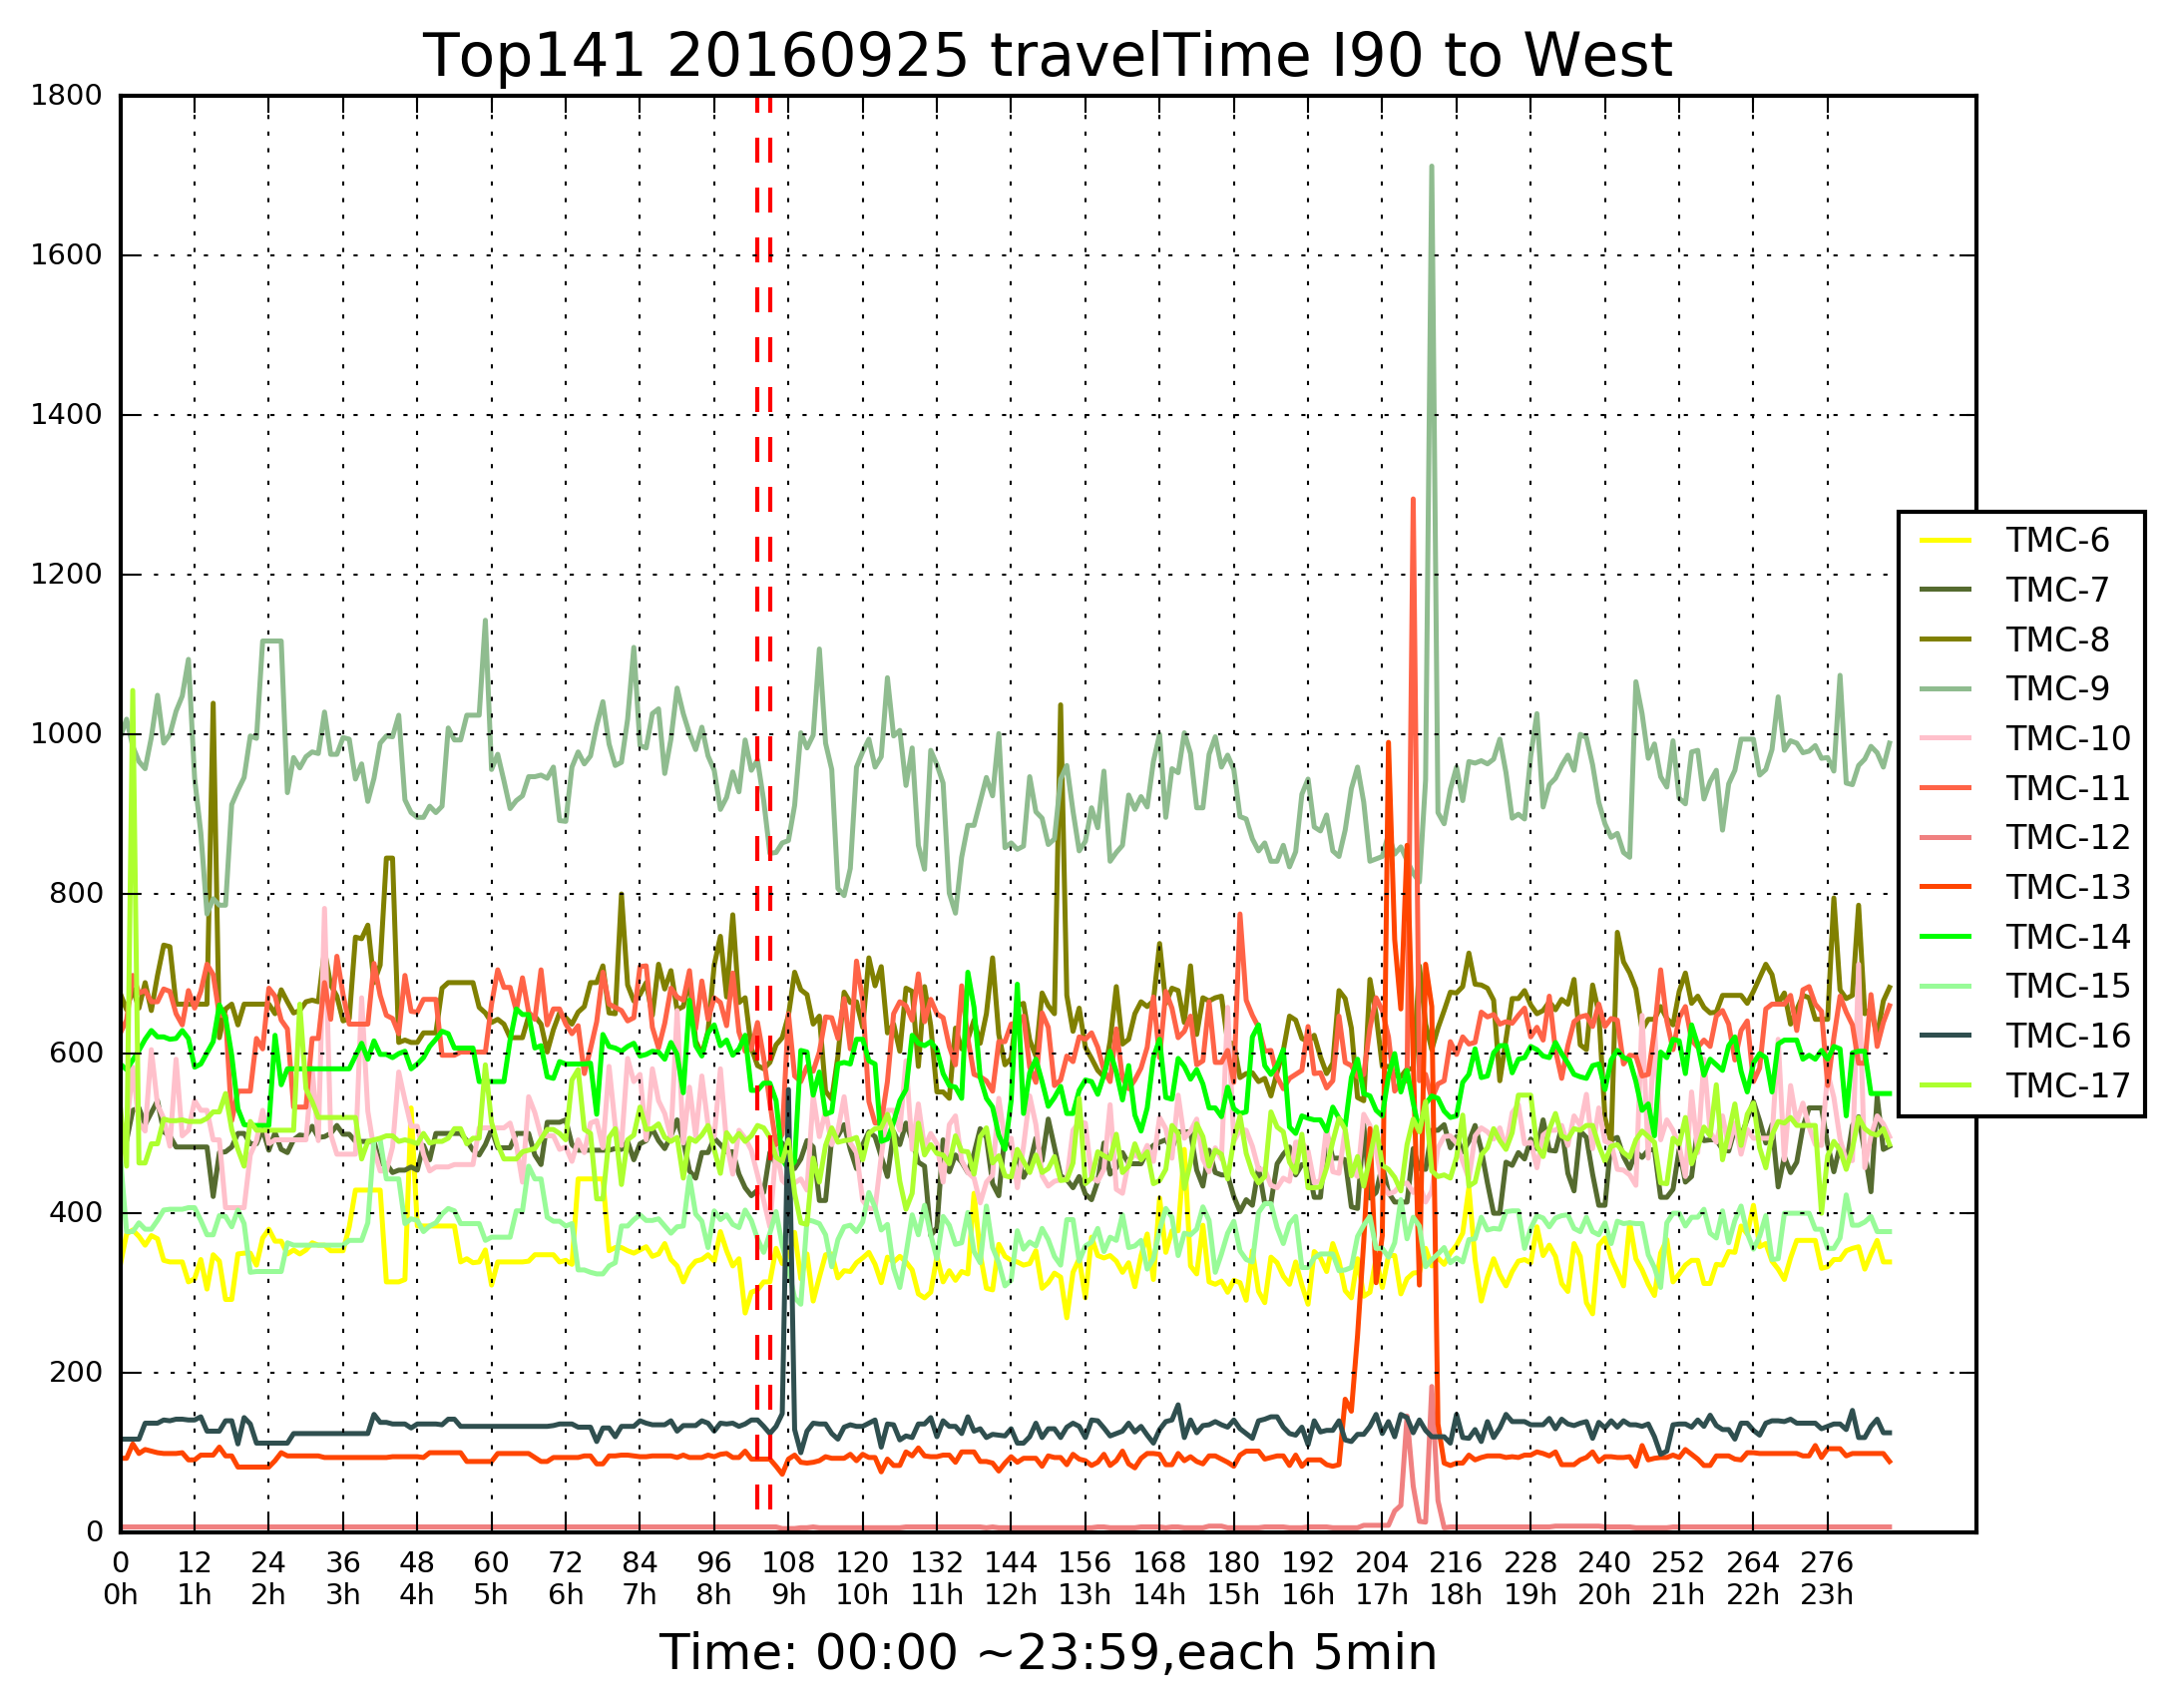 Top141 20160925 travelTime I90 to West
1800
1600
1400
1200
1000
800
600
400
200
0
TMC-6
TMC-7
TMC-8
TMC-9
TMC-10
TMC-11
TMC-12
TMC-13
TMC-14
TMC-15
TMC-16
TMC-17
0 12 24 36 48 60 72 84 96 108 120 132 144 156 168 180 192 204 216 228 240 252 264 276
0h 1h 2h 3h 4h 5h 6h 7h 8h 9h 10h 11h 12h 13h 14h 15h 16h 17h 18h 19h 20h 21h 22h 23h
Time: 00:00 ~23:59,each 5min